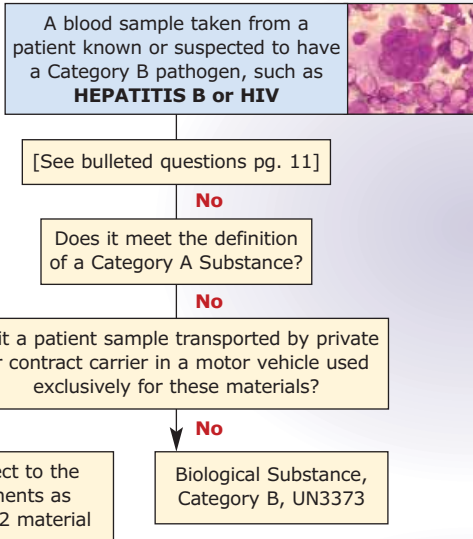 A blood sample taken from a
patient known or suspected to have
a Category B pathogen, such as
HEPATITIS B or HIV
[See bulleted questions pg. 11]
No
Does it meet the definition
of a Category A Substance?
No
it a patient sample transported by private
contract carrier in a motor vehicle used
exclusively for these materials?
No
to the
as
material
Biological Substance,
Category B, UN3373